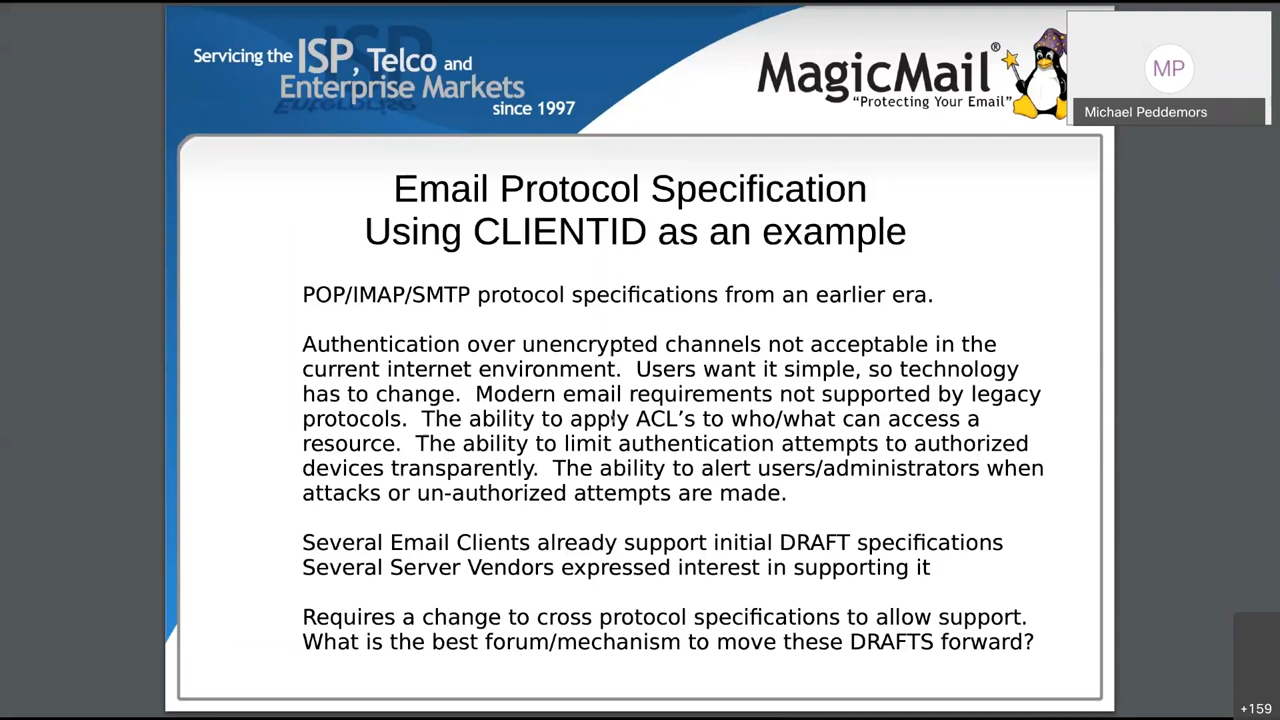 Servicing the ISP, Telco and
Enterprise Markets
since 1997
MagicMail®
"Protecting Your Email"
MP
Michael Peddemors
Email Protocol Specification
Using CLIENTID as an example
POP/IMAP/SMTP protocol specifications from an earlier era.
Authentication over unencrypted channels not acceptable in the
current internet environment.  Users want it simple, so technology
has to change.  Modern email requirements not supported by legacy
protocols.  The ability to apply ACL's to who/what can access a
resource.  The ability to limit authentication attempts to authorized
devices transparently.  The ability to alert users/administrators when
attacks or un-authorized attempts are made.
Several Email Clients already support initial DRAFT specifications
Several Server Vendors expressed interest in supporting it
Requires a change to cross protocol specifications to allow support.
What is the best forum/mechanism to move these DRAFTS forward?
+159